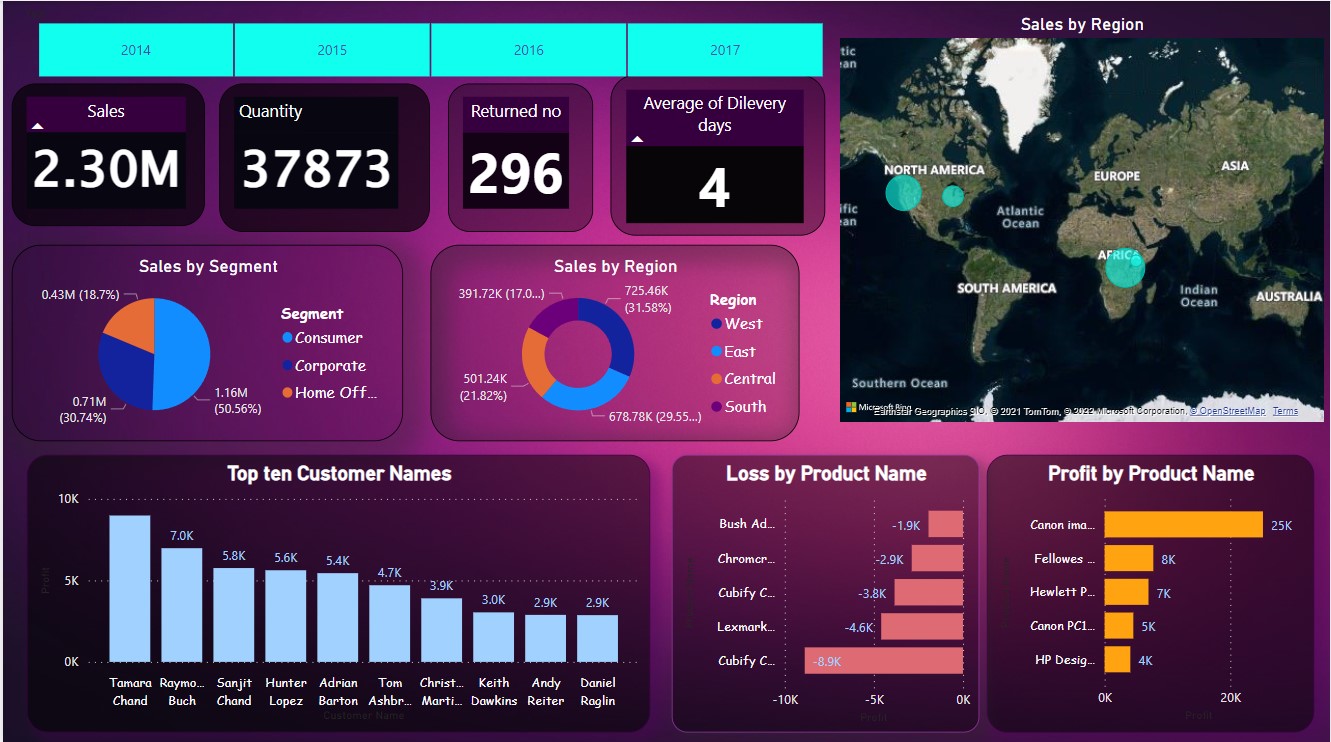 2014
2015
2016
2017
Sales
2.30M
Quantity
37873
Returned no
296
Average of Dilevery
days
4
Sales by Region
NORTH AMERICA
EUROPE
ASIA
Atlantic
Ocean
AFRICA
SOUTH AMERICA
Indian
Ocean
AUSTRALIA
Southern Ocean
tic
ean
ific
an
Microsoft Bing
Earthstar Geographics SIO, © 2021 TomTom, © 2022 Microsoft Corporation, © OpenStreetMap Terms
Sales by Segment
0.43M (18.7%)
0.71M
(30.74%)
1.16M
(50.56%)
Segment
Consumer
Corporate
Home Off...
Sales by Region
391.72K (17.0...)
725.46K
(31.58%)
501.24K
(21.82%)
678.78K (29.55...)
Region
West
East
Central
South
Top ten Customer Names
Profit
10K
5K
0K
7.0K
5.8K
5.6K
5.4K
4.7K
3.9K
3.0K
2.9K
2.9K
Tamara
Chand
Raymo...
Buch
Sanjit
Chand
Hunter
Lopez
Adrian
Barton
Tom
Ashbr...
Christ...
Marti...
Keith
Dawkins
Andy
Reiter
Daniel
Raglin
Customer Name
Loss by Product Name
Bush Ad...
-1.9K
Chromcr...
-2.9K
Cubify C...
-3.8K
Lexmark...
-4.6K
Cubify C...
-8.9K
-10K
-5K
0K
Profit
Profit by Product Name
Canon ima...
25K
Fellowes ...
8K
Hewlett P...
7K
Canon PC1...
5K
HP Desig...
4K
0K
20K
Profit